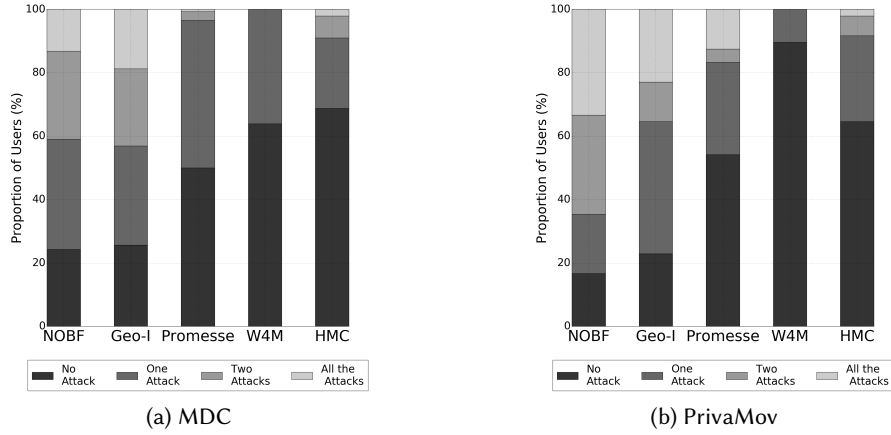 100
80
60
40
20
0
Proportion of Users (%)
NOBF Geo-I Promesse W4M HMC
No Attack
One Attack
Two Attacks
All the Attacks
(a) MDC
100
80
60
40
20
0
Proportion of Users (%)
NOBF Geo-I Promesse W4M HMC
No Attack
One Attack
Two Attacks
All the Attacks
(b) PrivaMov